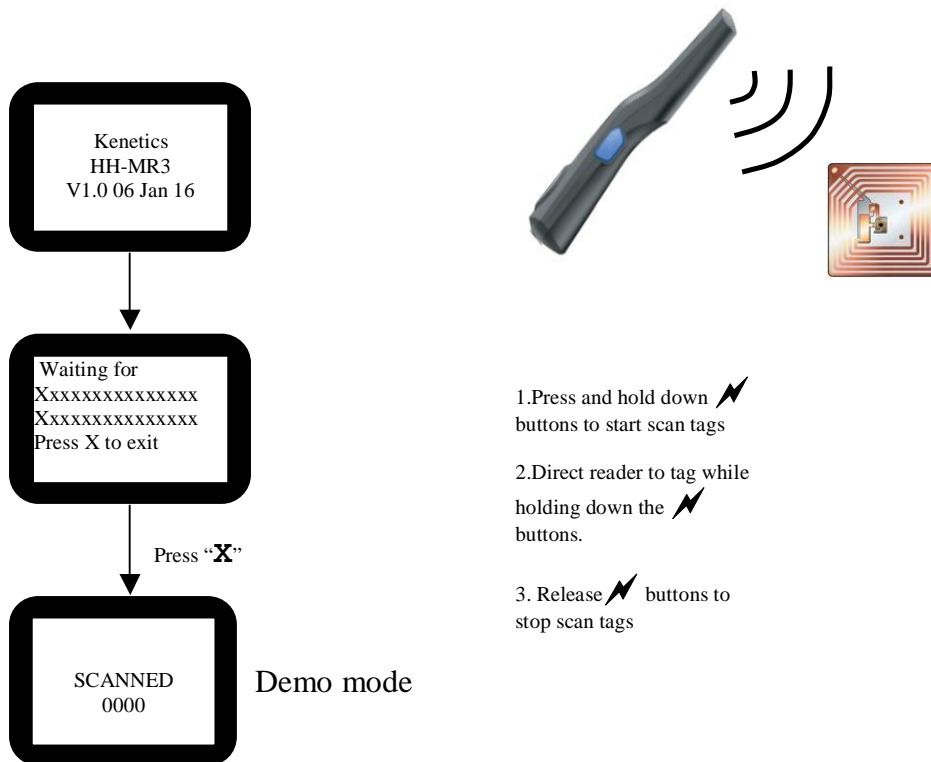 Kenetics
HH-MR3
V1.0 06 Jan 16
Waiting for
Xxxxxxxxxxxxxxx
Xxxxxxxxxxxxxxx
Press X to exit
Press “X”
SCANNED
0000
Demo mode
1.Press and hold down
buttons to start scan tags
2.Direct reader to tag while
holding down the
buttons.
3. Release buttons to
stop scan tags